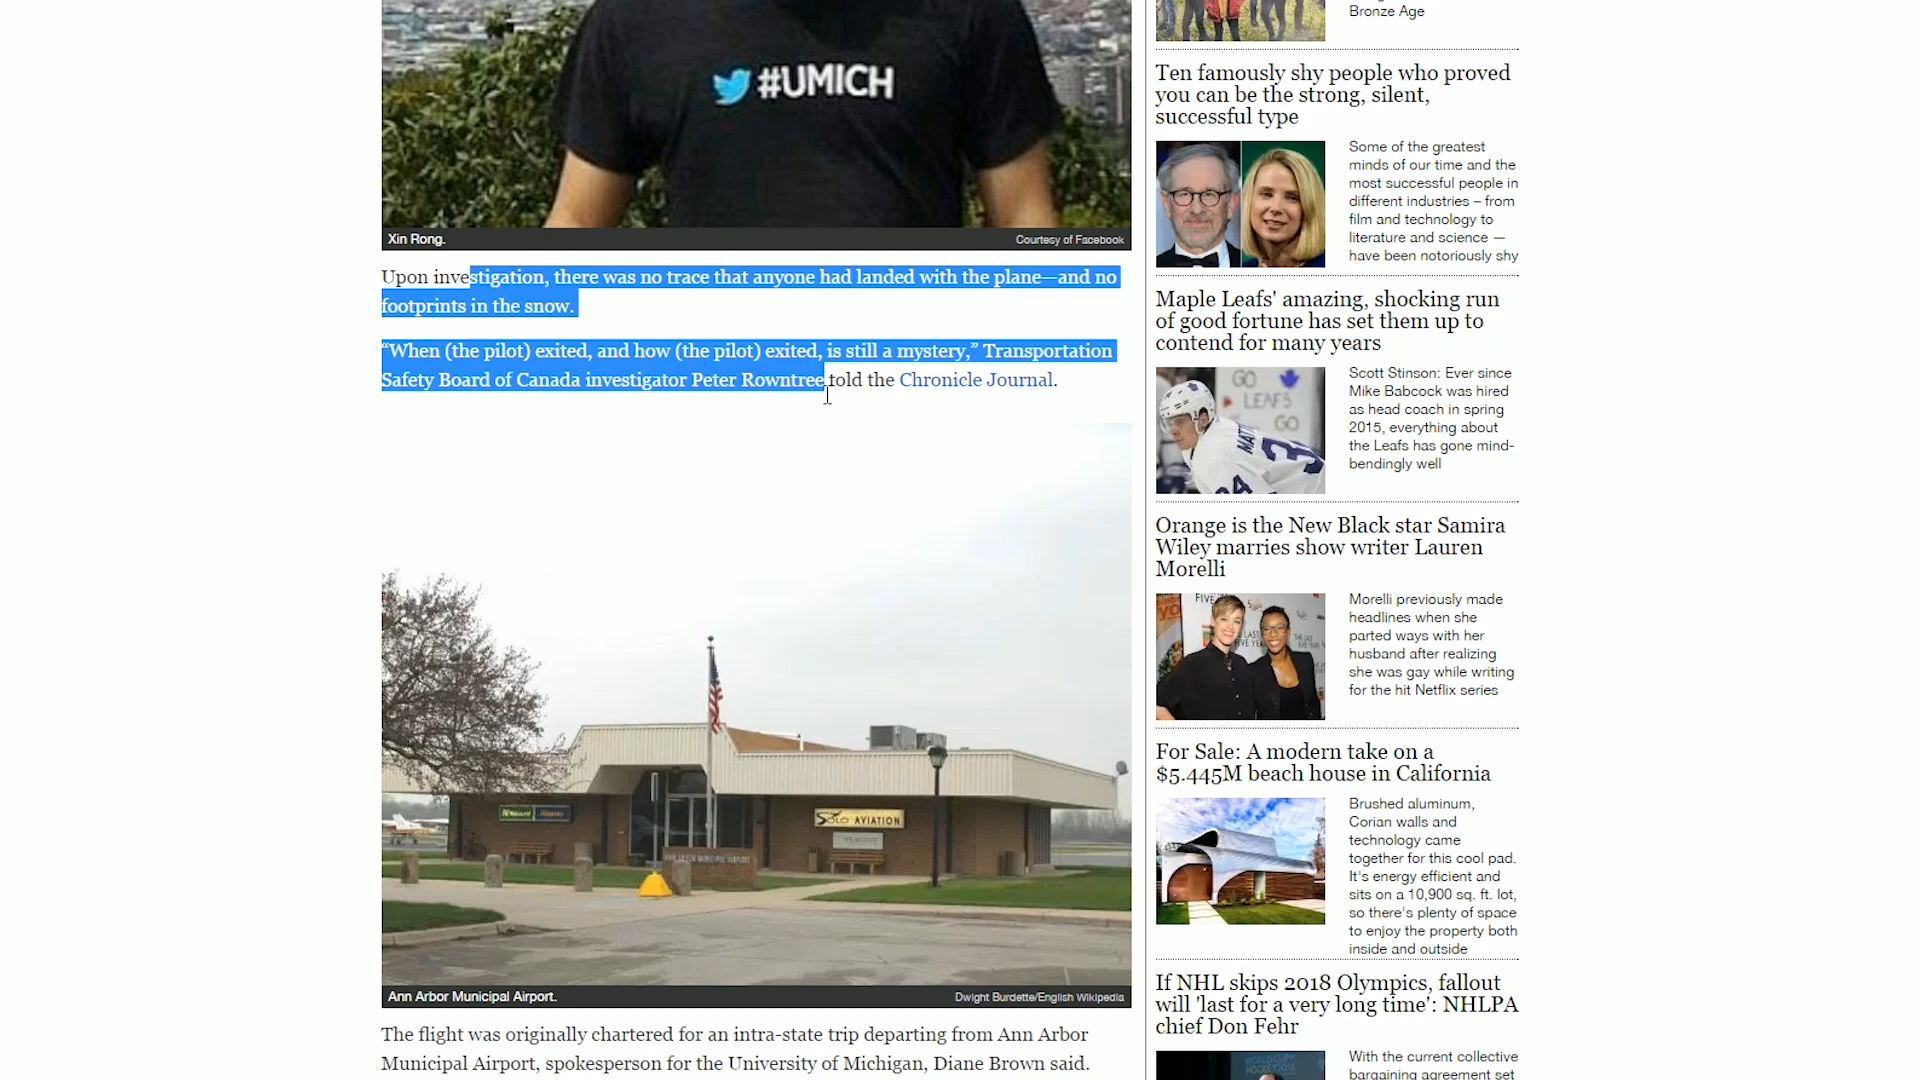 #UMICH
Xin Rong.
Courtesy of Facebook
Upon investigation, there was no trace that anyone had landed with the plane—and no
footprints in the snow.
“When (the pilot) exited, and how (the pilot) exited, is still a mystery,” Transportation
Safety Board of Canada investigator Peter Rowntree told the Chronicle Journal.
SOLO AVIATION
ANN ARBOR MUNICIPAL AIRPORT
Ann Arbor Municipal Airport.
Dwight Burdette/English Wikipedia
The flight was originally chartered for an intra-state trip departing from Ann Arbor
Municipal Airport, spokesperson for the University of Michigan, Diane Brown said.
Bronze Age
Ten famously shy people who proved
you can be the strong, silent,
successful type
Some of the greatest
minds of our time and the
most successful people in
different industries – from
film and technology to
literature and science —
have been notoriously shy
Maple Leafs' amazing, shocking run
of good fortune has set them up to
contend for many years
GO
LEAFS
GO
MATT
34
Scott Stinson: Ever since
Mike Babcock was hired
as head coach in spring
2015, everything about
the Leafs has gone mind-
bendingly well
Orange is the New Black star Samira
Wiley marries show writer Lauren
Morelli
Morelli previously made
headlines when she
parted ways with her
husband after realizing
she was gay while writing
for the hit Netflix series
For Sale: A modern take on a
$5.445M beach house in California
Brushed aluminum,
Corian walls and
technology came
together for this cool pad.
It's energy efficient and
sits on a 10,900 sq. ft. lot,
so there's plenty of space
to enjoy the property both
inside and outside
If NHL skips 2018 Olympics, fallout
will 'last for a very long time': NHLPA
chief Don Fehr
With the current collective
bargaining agreement set